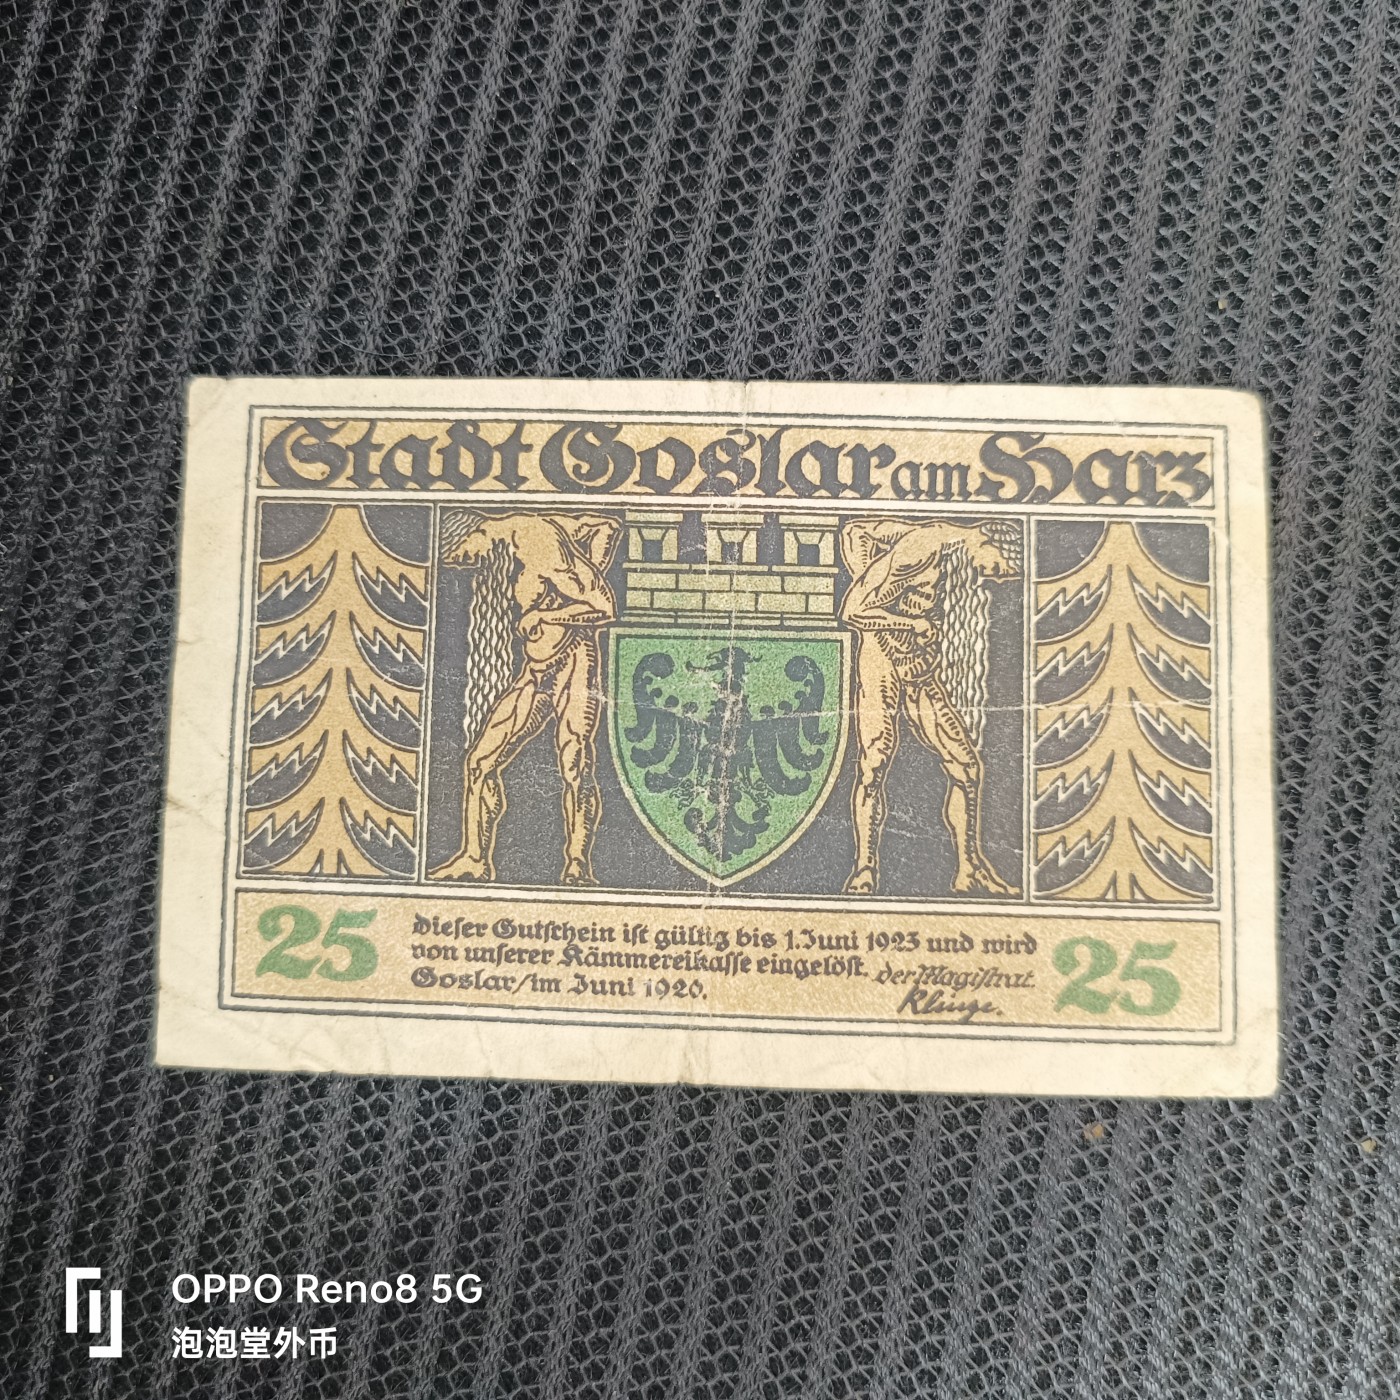 Stadt Goslar am Harz
25
dieser Gutschein ist gültig bis 1. Juni 1923 und wird
von unserer Kämmereikasse eingelöst. der Magistrat.
Goslar/im Juni 1920.
Klinge.
25
OPPO Reno8 5G
泡泡堂外币